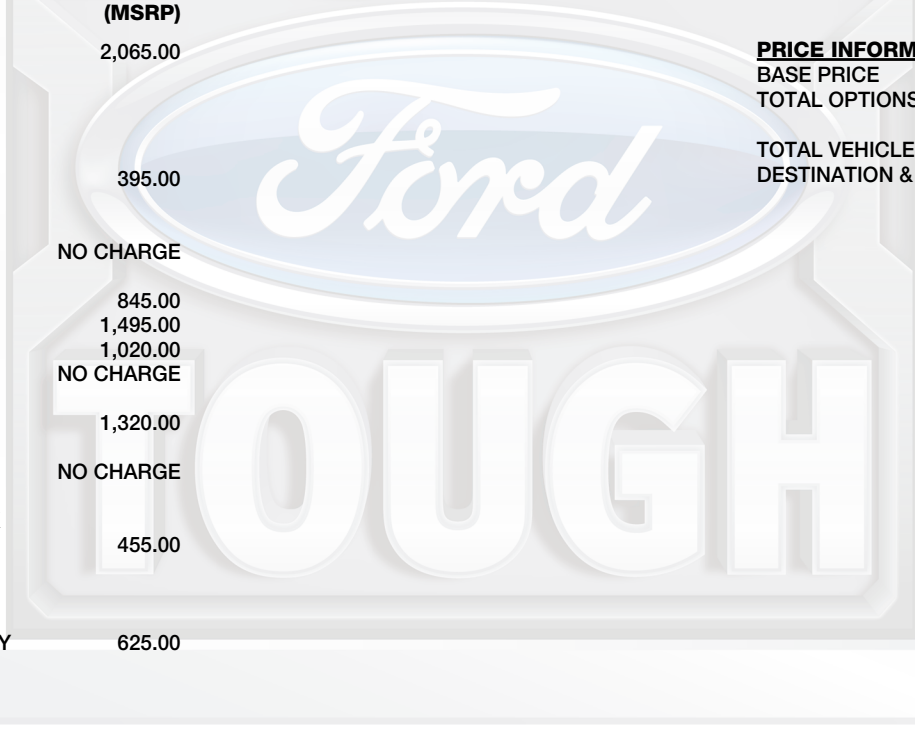 (MSRP)
2,065.00
395.00
NO CHARGE
845.00
1,495.00
1,020.00
NO CHARGE
1,320.00
NO CHARGE
455.00
Y 625.00
PRICE INFORM
BASE PRICE
TOTAL OPTIONS
TOTAL VEHICLE
DESTINATION &
Ford
TOUGH